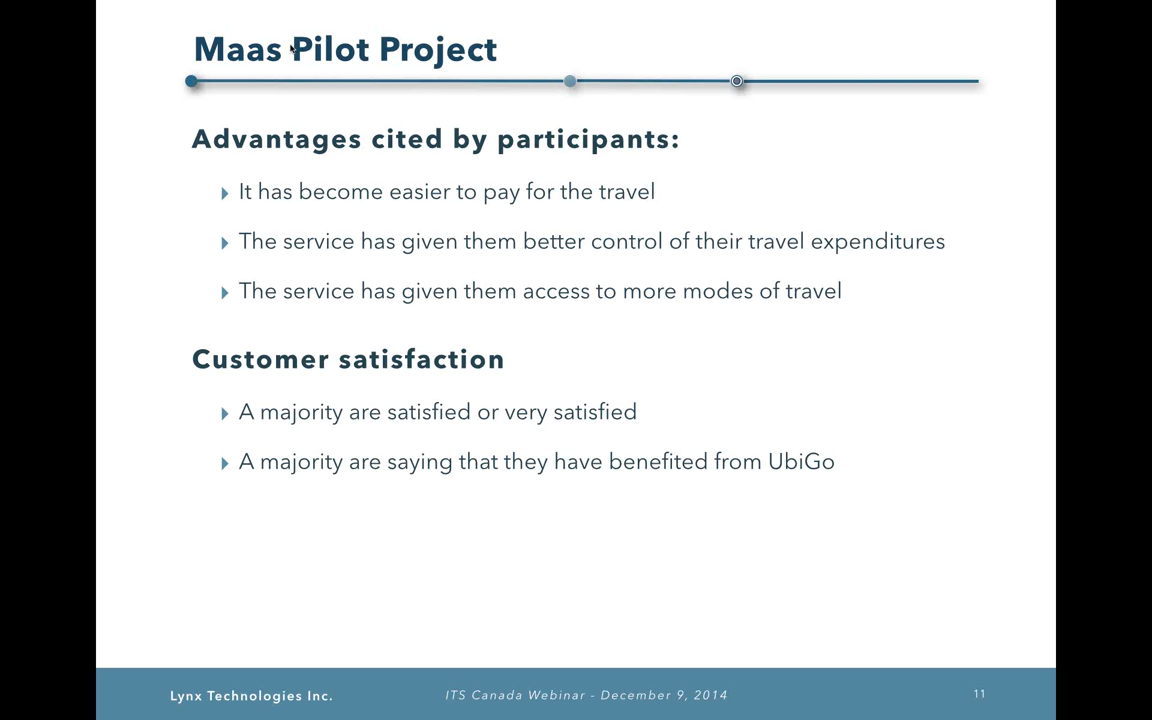 Maas Pilot Project
Advantages cited by participants:
It has become easier to pay for the travel
The service has given them better control of their travel expenditures
The service has given them access to more modes of travel
Customer satisfaction
A majority are satisfied or very satisfied
A majority are saying that they have benefited from UbiGo
Lynx Technologies Inc.
ITS Canada Webinar - December 9, 2014
11